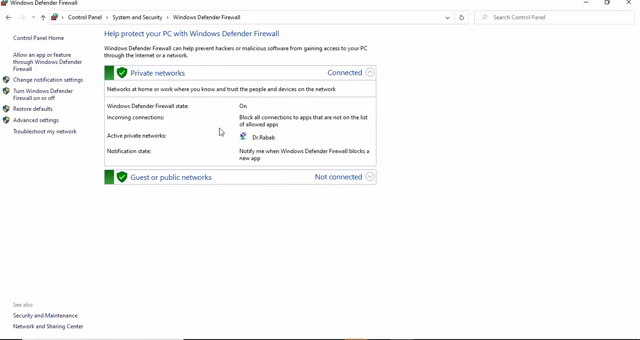 Windows Defender Firewall
Control Panel > System and Security > Windows Defender Firewall
Search Control Panel
Control Panel Home
Allow an app or feature
through Windows Defender
Firewall
Change notification settings
Turn Windows Defender
Firewall on or off
Restore defaults
Advanced settings
Troubleshoot my network
Help protect your PC with Windows Defender Firewall
Windows Defender Firewall can help prevent hackers or malicious software from gaining access to your PC
through the Internet or a network.
Private networks Connected
Networks at home or work where you know and trust the people and devices on the network
Windows Defender Firewall state: On
Incoming connections: Block all connections to apps that are not on the list
of allowed apps
Active private networks: Dr.Rabab
Notification state: Notify me when Windows Defender Firewall blocks a
new app
Guest or public networks Not connected
See also
Security and Maintenance
Network and Sharing Center